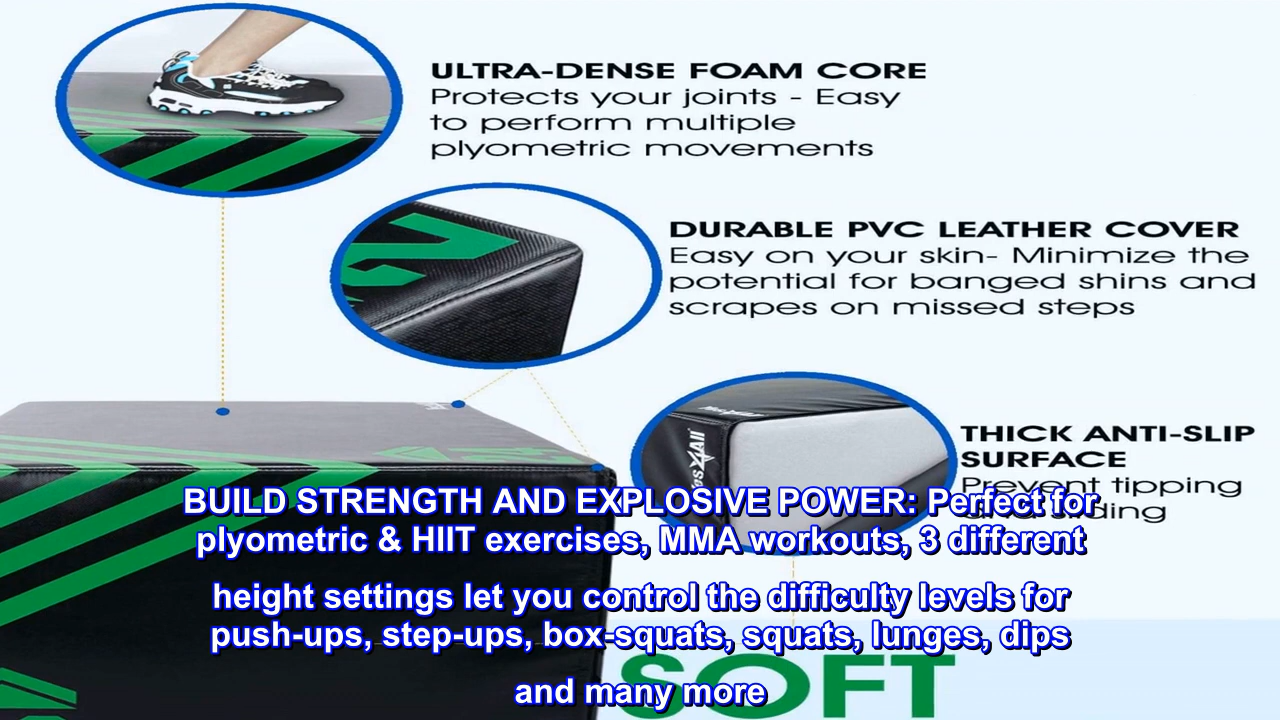 ULTRA-DENSE FOAM CORE
Protects your joints - Easy
to perform multiple
plyometric movements
DURABLE PVC LEATHER COVER
Easy on your skin- Minimize the
potential for banged shins and
scrapes on missed steps
THICK ANTI-SLIP
SURFACE
Prevent tipping
and sliding
BUILD STRENGTH AND EXPLOSIVE POWER: Perfect for
plyometric & HIIT exercises, MMA workouts, 3 different
height settings let you control the difficulty levels for
push-ups, step-ups, box-squats, squats, lunges, dips
and many more
SOFT